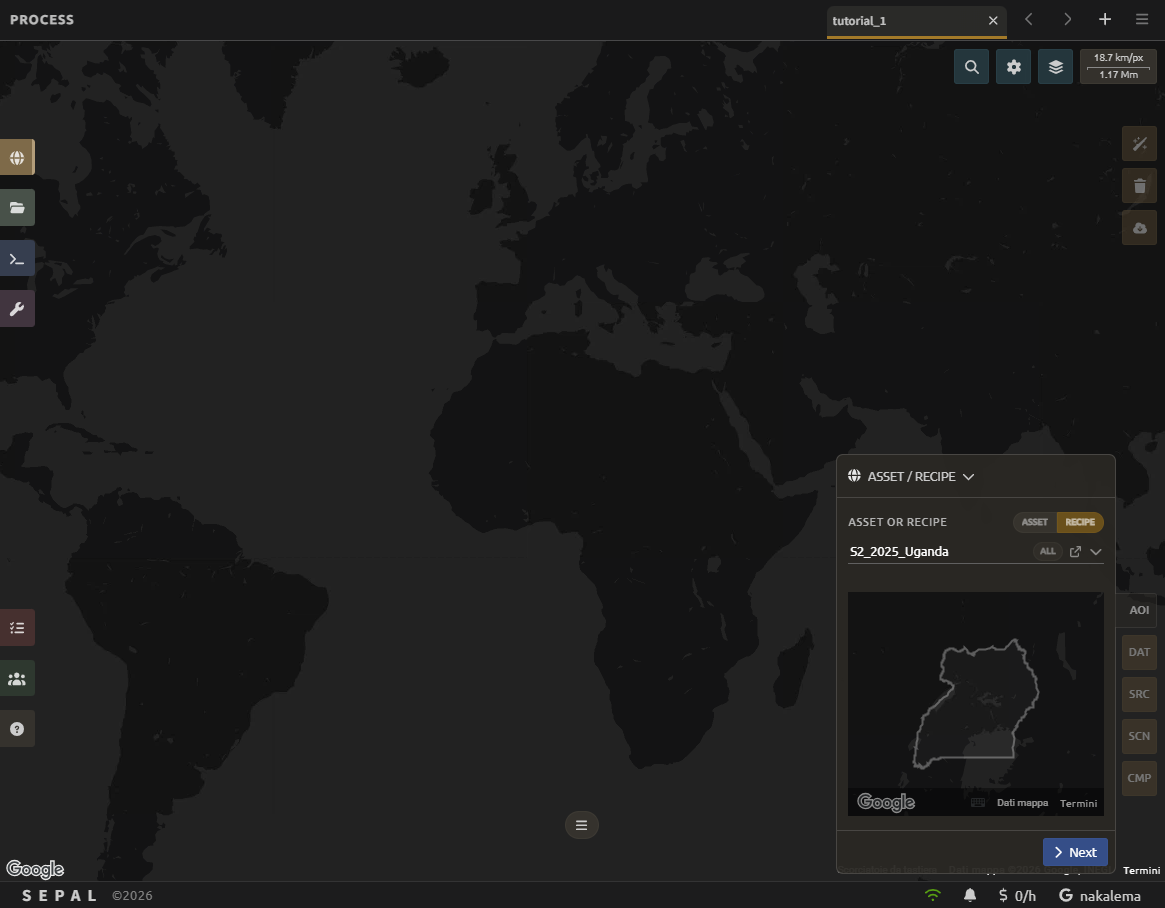 PROCESS
tutorial_1
18.7 km/px
1.17 Mm
ASSET / RECIPE
ASSET OR RECIPE
ASSET
RECIPE
S2_2025_Uganda
ALL
AOI
DAT
SRC
SCN
CMP
Google
Dati mappa
Termini
Next
Google
Termini
SEPAL ©2026
$ 0/h
nakalema